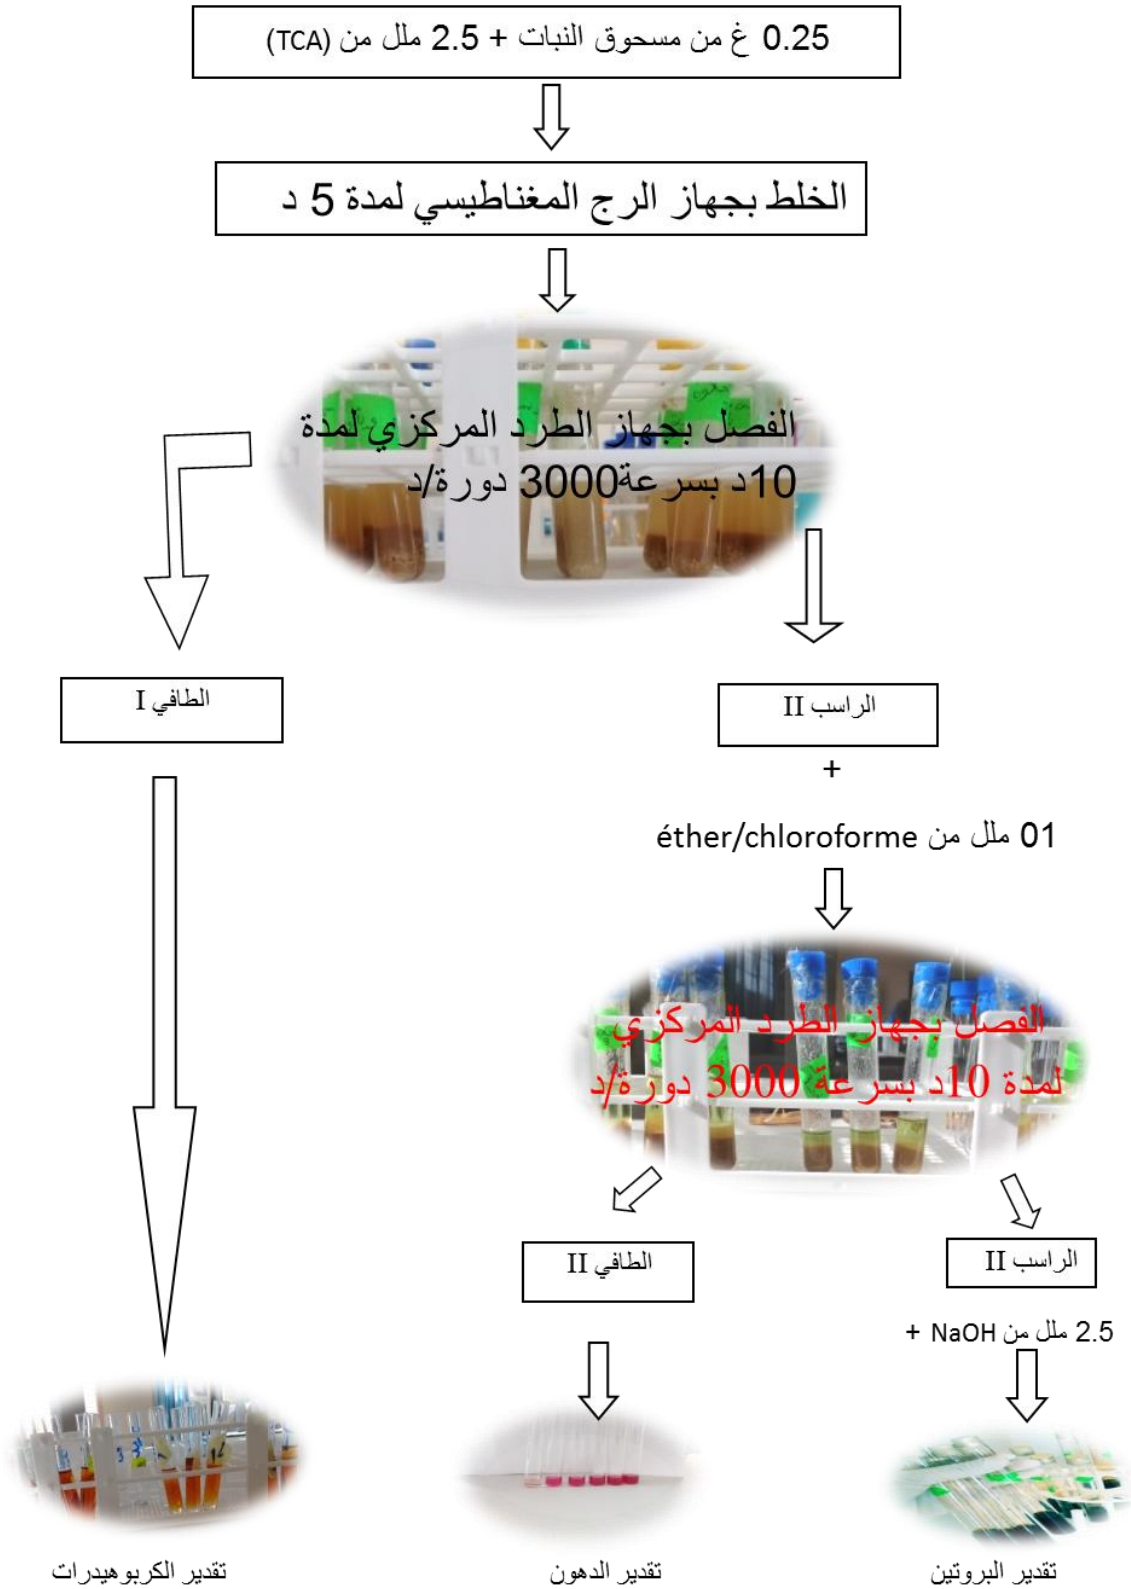 0.25 غ من مسحوق النبات + 2.5 ملل من (TCA)
الخلط بجهاز الرج المغناطيسي لمدة 5 د
الفصل بجهاز الطرد المركزي لمدة
10د بسرعة3000 دورة/د
الطافي I
الراسب II
+
01 ملل من éther/chloroforme
الفصل بجهاز الطرد المركزي
لمدة 10د بسرعة 3000 دورة/د
الطافي II
الراسب II
2.5 ملل من NaOH +
تقدير الكربوهيدرات
تقدير الدهون
تقدير البروتين